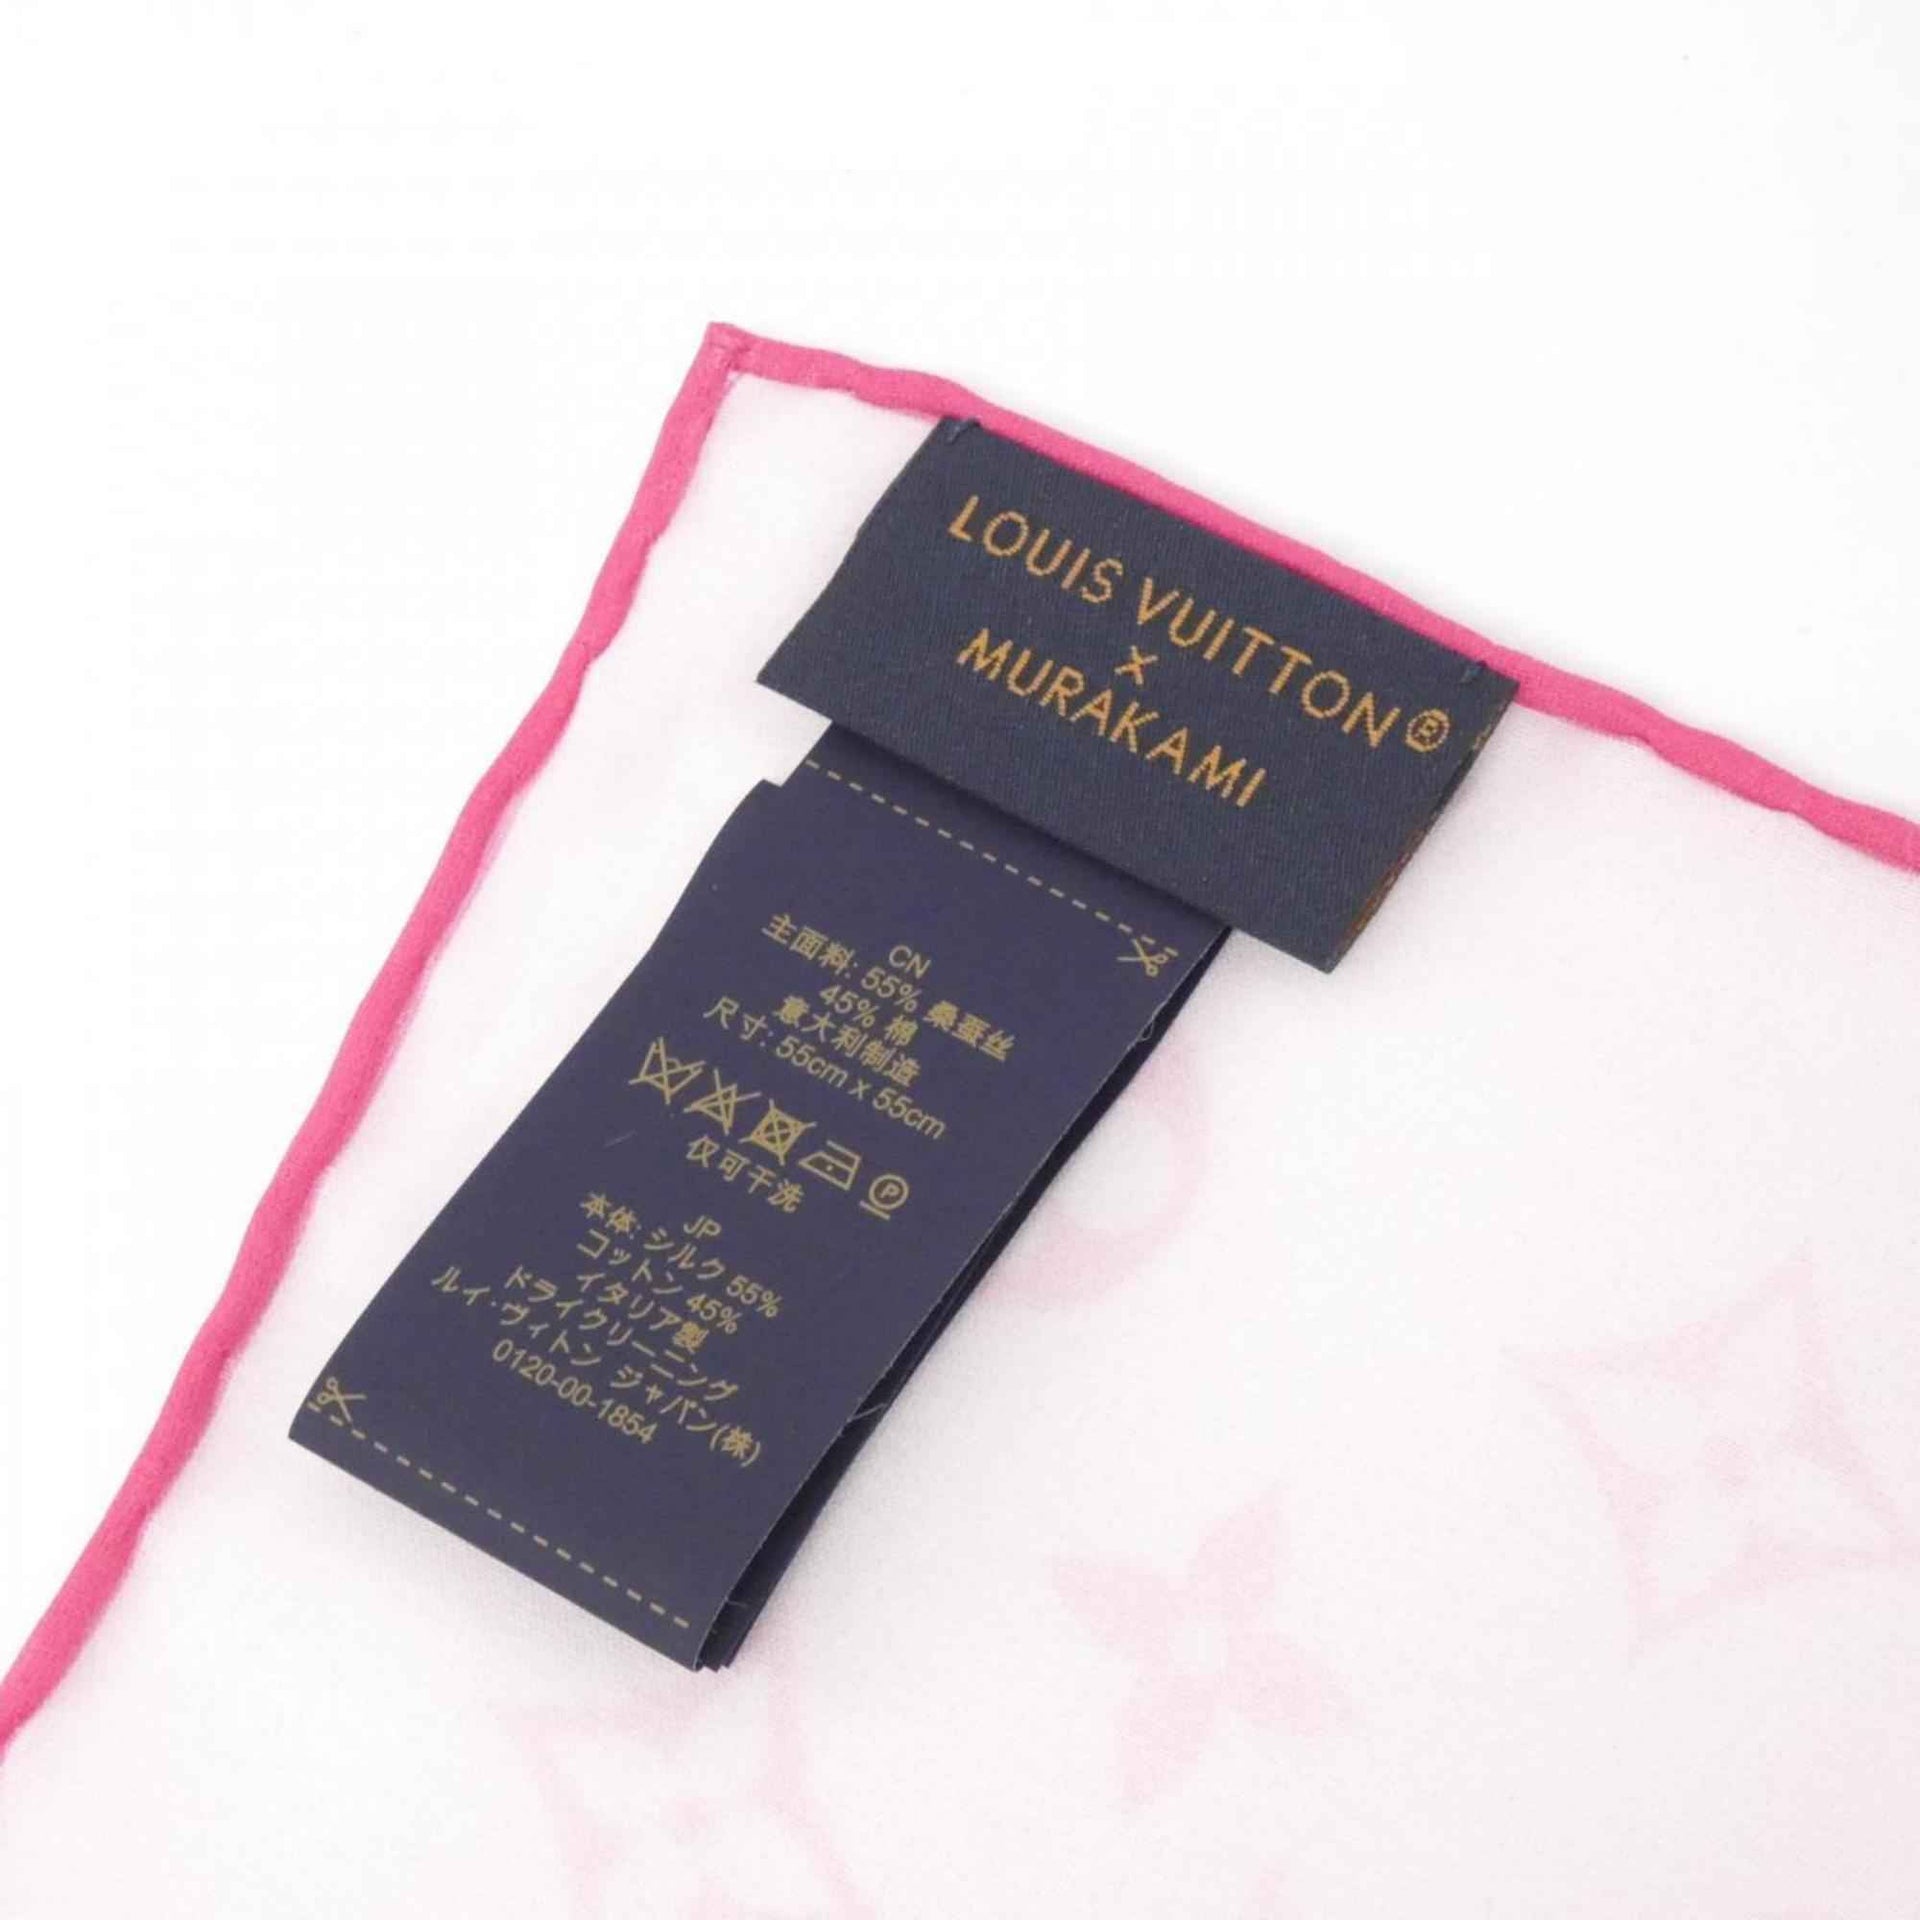 LOUIS VUITTON®
×
MURAKAMI
CN
主面料: 55% 桑蚕丝
45% 棉
意大利制造
尺寸: 55cm x 55cm
P
仅可干洗
JP
本体: シルク 55%
コットン 45%
イタリア製
ドライクリーニング
ルイ・ヴィトン ジャパン(株)
0120-00-1854